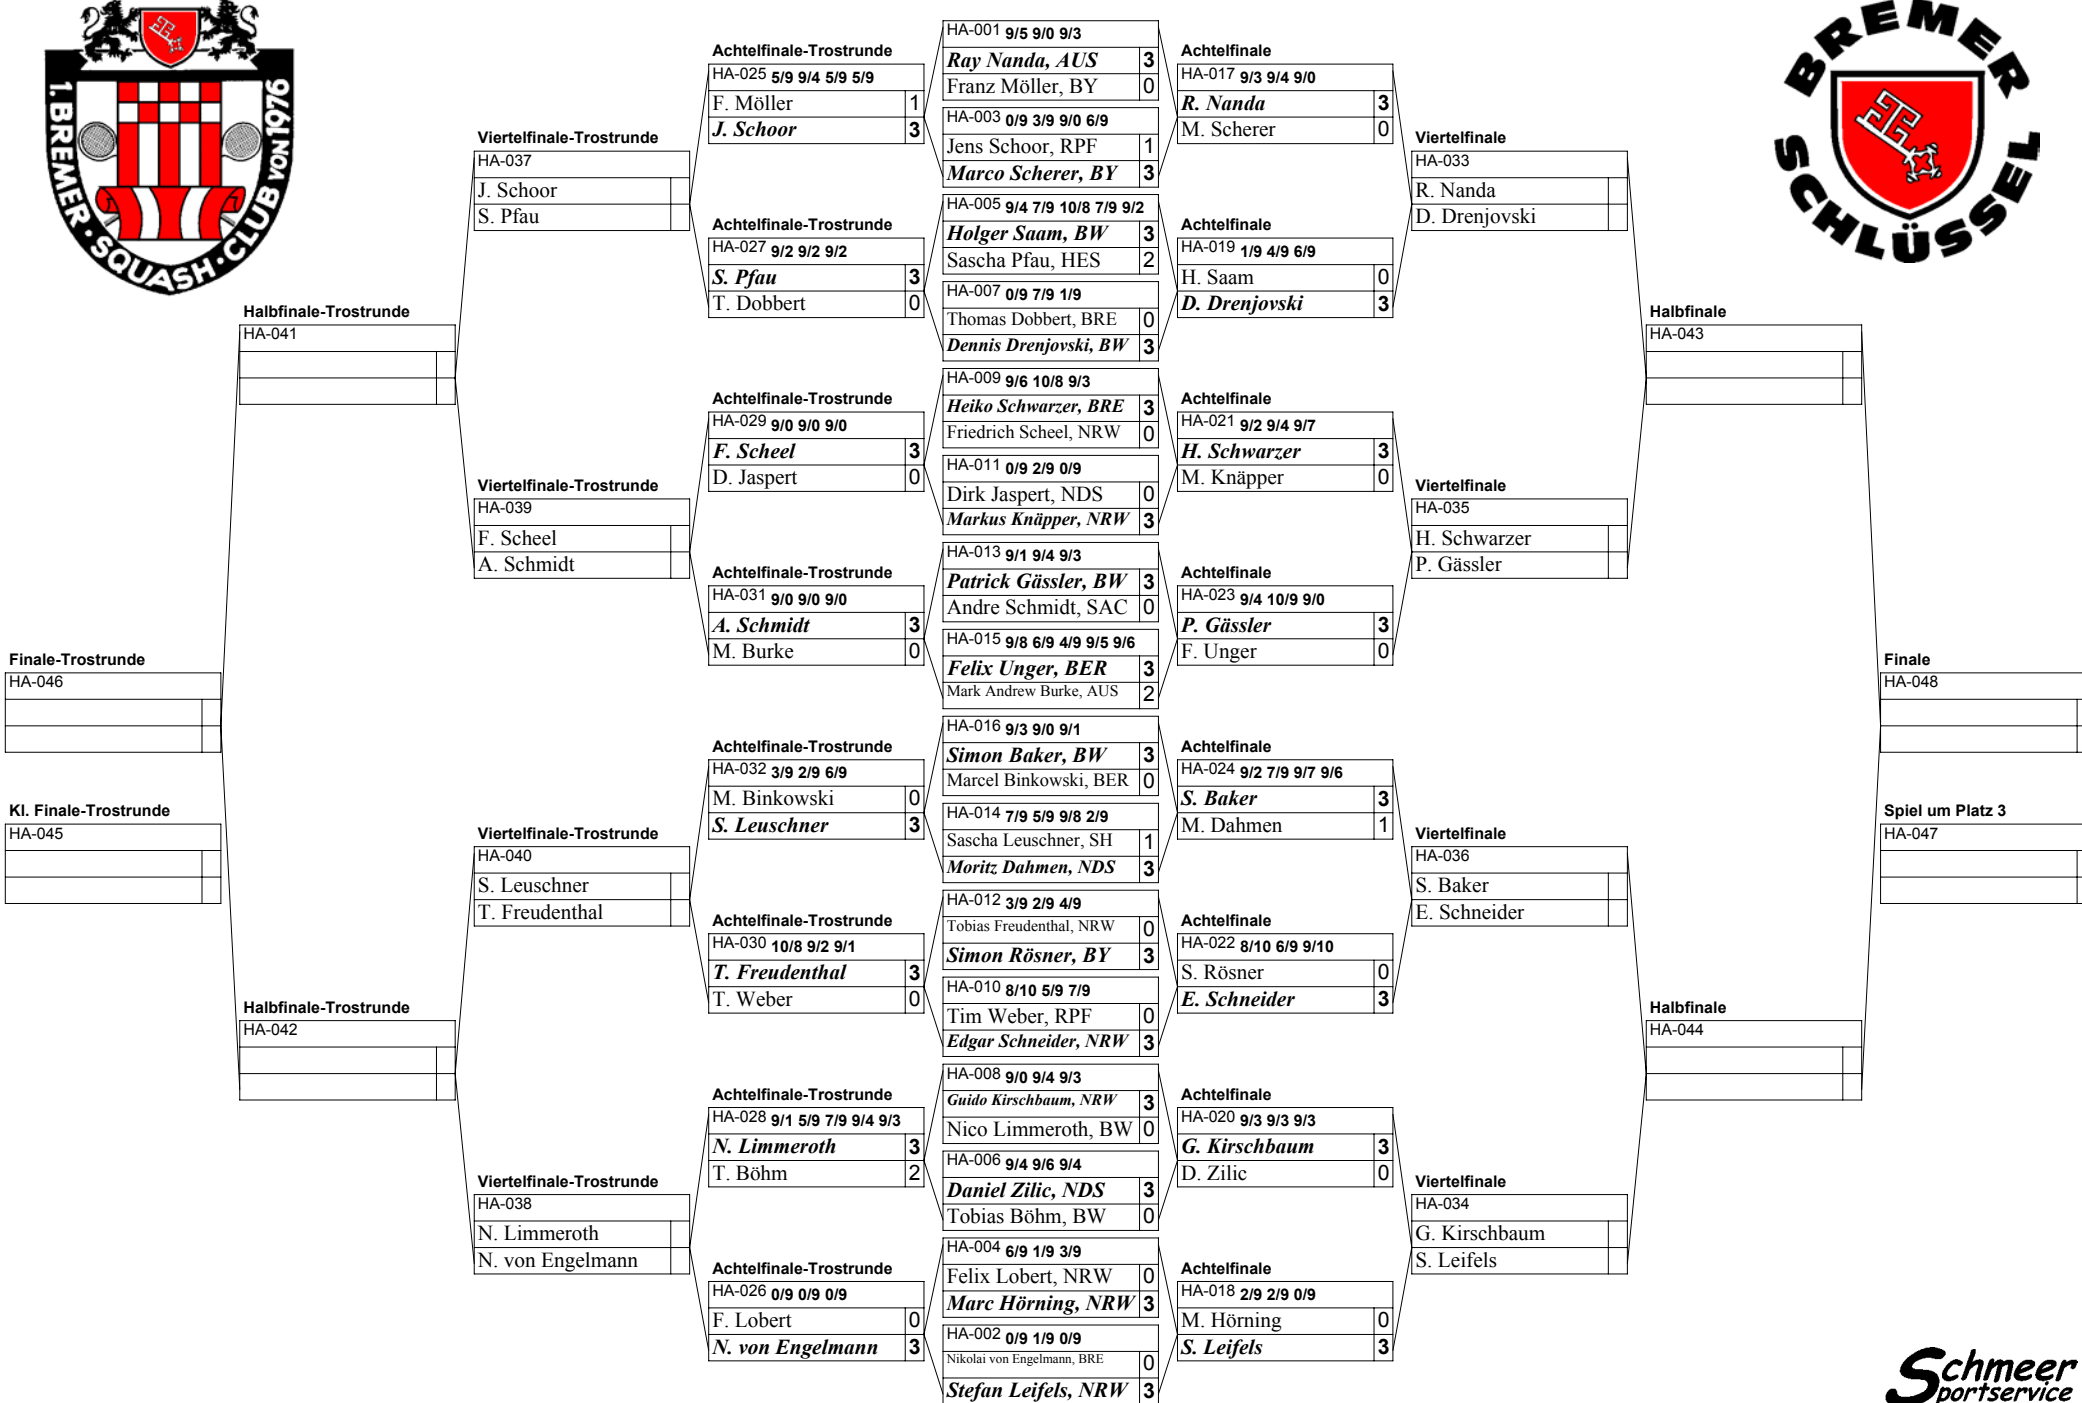 1. BREMER · SQUASH · CLUB VON 1976
BREMER
SCHLÜSSEL
Finale-Trostrunde
HA-046
Kl. Finale-Trostrunde
HA-045
Halbfinale-Trostrunde
HA-041
Halbfinale-Trostrunde
HA-042
Viertelfinale-Trostrunde
HA-037
J. Schoor
S. Pfau
Viertelfinale-Trostrunde
HA-039
F. Scheel
A. Schmidt
Viertelfinale-Trostrunde
HA-040
S. Leuschner
T. Freudenthal
Viertelfinale-Trostrunde
HA-038
N. Limmeroth
N. von Engelmann
Achtelfinale-Trostrunde
HA-025 5/9 9/4 5/9 5/9
F. Möller 1
J. Schoor 3
Achtelfinale-Trostrunde
HA-027 9/2 9/2 9/2
S. Pfau 3
T. Dobbert 0
Achtelfinale-Trostrunde
HA-029 9/0 9/0 9/0
F. Scheel 3
D. Jaspert 0
Achtelfinale-Trostrunde
HA-031 9/0 9/0 9/0
A. Schmidt 3
M. Burke 0
Achtelfinale-Trostrunde
HA-032 3/9 2/9 6/9
M. Binkowski 0
S. Leuschner 3
Achtelfinale-Trostrunde
HA-030 10/8 9/2 9/1
T. Freudenthal 3
T. Weber 0
Achtelfinale-Trostrunde
HA-028 9/1 5/9 7/9 9/4 9/3
N. Limmeroth 3
T. Böhm 2
Achtelfinale-Trostrunde
HA-026 0/9 0/9 0/9
F. Lobert 0
N. von Engelmann 3
HA-001 9/5 9/0 9/3
Ray Nanda, AUS 3
Franz Möller, BY 0
HA-003 0/9 3/9 9/0 6/9
Jens Schoor, RPF 1
Marco Scherer, BY 3
HA-005 9/4 7/9 10/8 7/9 9/2
Holger Saam, BW 3
Sascha Pfau, HES 2
HA-007 0/9 7/9 1/9
Thomas Dobbert, BRE 0
Dennis Drenjovski, BW 3
HA-009 9/6 10/8 9/3
Heiko Schwarzer, BRE 3
Friedrich Scheel, NRW 0
HA-011 0/9 2/9 0/9
Dirk Jaspert, NDS 0
Markus Knäpper, NRW 3
HA-013 9/1 9/4 9/3
Patrick Gässler, BW 3
Andre Schmidt, SAC 0
HA-015 9/8 6/9 4/9 9/5 9/6
Felix Unger, BER 3
Mark Andrew Burke, AUS 2
HA-016 9/3 9/0 9/1
Simon Baker, BW 3
Marcel Binkowski, BER 0
HA-014 7/9 5/9 9/8 2/9
Sascha Leuschner, SH 1
Moritz Dahmen, NDS 3
HA-012 3/9 2/9 4/9
Tobias Freudenthal, NRW 0
Simon Rösner, BY 3
HA-010 8/10 5/9 7/9
Tim Weber, RPF 0
Edgar Schneider, NRW 3
HA-008 9/0 9/4 9/3
Guido Kirschbaum, NRW 3
Nico Limmeroth, BW 0
HA-006 9/4 9/6 9/4
Daniel Zilic, NDS 3
Tobias Böhm, BW 0
HA-004 6/9 1/9 3/9
Felix Lobert, NRW 0
Marc Hörning, NRW 3
HA-002 0/9 1/9 0/9
Nikolai von Engelmann, BRE 0
Stefan Leifels, NRW 3
Achtelfinale
HA-017 9/3 9/4 9/0
R. Nanda 3
M. Scherer 0
Achtelfinale
HA-019 1/9 4/9 6/9
H. Saam 0
D. Drenjovski 3
Achtelfinale
HA-021 9/2 9/4 9/7
H. Schwarzer 3
M. Knäpper 0
Achtelfinale
HA-023 9/4 10/9 9/0
P. Gässler 3
F. Unger 0
Achtelfinale
HA-024 9/2 7/9 9/7 9/6
S. Baker 3
M. Dahmen 1
Achtelfinale
HA-022 8/10 6/9 9/10
S. Rösner 0
E. Schneider 3
Achtelfinale
HA-020 9/3 9/3 9/3
G. Kirschbaum 3
D. Zilic 0
Achtelfinale
HA-018 2/9 2/9 0/9
M. Hörning 0
S. Leifels 3
Viertelfinale
HA-033
R. Nanda
D. Drenjovski
Viertelfinale
HA-035
H. Schwarzer
P. Gässler
Viertelfinale
HA-036
S. Baker
E. Schneider
Viertelfinale
HA-034
G. Kirschbaum
S. Leifels
Halbfinale
HA-043
Halbfinale
HA-044
Finale
HA-048
Spiel um Platz 3
HA-047
Schmeer
Sportservice